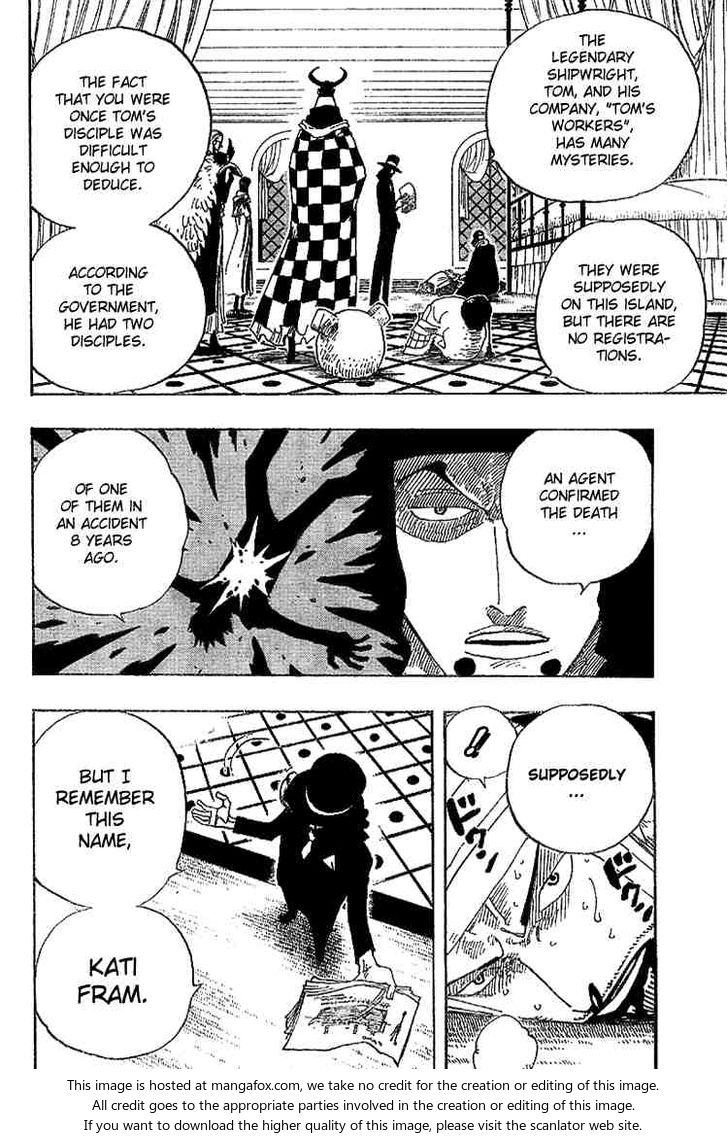 THE
LEGENDARY
SHIPWRIGHT,
TOM, AND HIS
COMPANY, "TOM'S
WORKERS",
HAS MANY
MYSTERIES.
THEY WERE
SUPPOSEDLY
ON THIS ISLAND,
BUT THERE ARE
NO REGISTRA-
TIONS.
THE FACT
THAT YOU WERE
ONCE TOM'S
DISCIPLE WAS
DIFFICULT
ENOUGH TO
DEDUCE.
ACCORDING
TO THE
GOVERNMENT,
HE HAD TWO
DISCIPLES.
AN AGENT
CONFIRMED
THE DEATH
...
OF ONE
OF THEM IN
AN ACCIDENT
8 YEARS
AGO.
SUPPOSEDLY
...
!!
ドクン
ドクン
BUT I
REMEMBER
THIS
NAME,
KATI
FRAM.
This image is hosted at mangafox.com, we take no credit for the creation or editing of this image.
All credit goes to the appropriate parties involved in the creation or editing of this image.
If you want to download the higher quality of this image, please visit the scanlator web site.